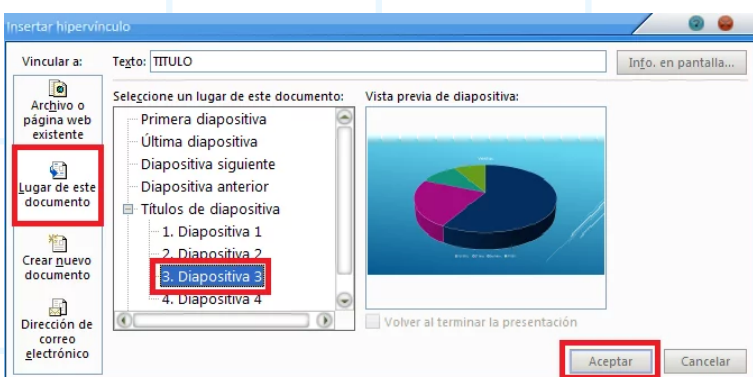 Insertar hipervínculo
Vincular a:
Texto: TITULO
Info. en pantalla...
Archivo o
página web
existente
Lugar de este
documento
Crear nuevo
documento
Dirección de
correo
electrónico
Seleccione un lugar de este documento:
Primera diapositiva
Última diapositiva
Diapositiva siguiente
Diapositiva anterior
Títulos de diapositiva
1. Diapositiva 1
2. Diapositiva 2
3. Diapositiva 3
4. Diapositiva 4
Vista previa de diapositiva:
Volver al terminar la presentación
Aceptar
Cancelar